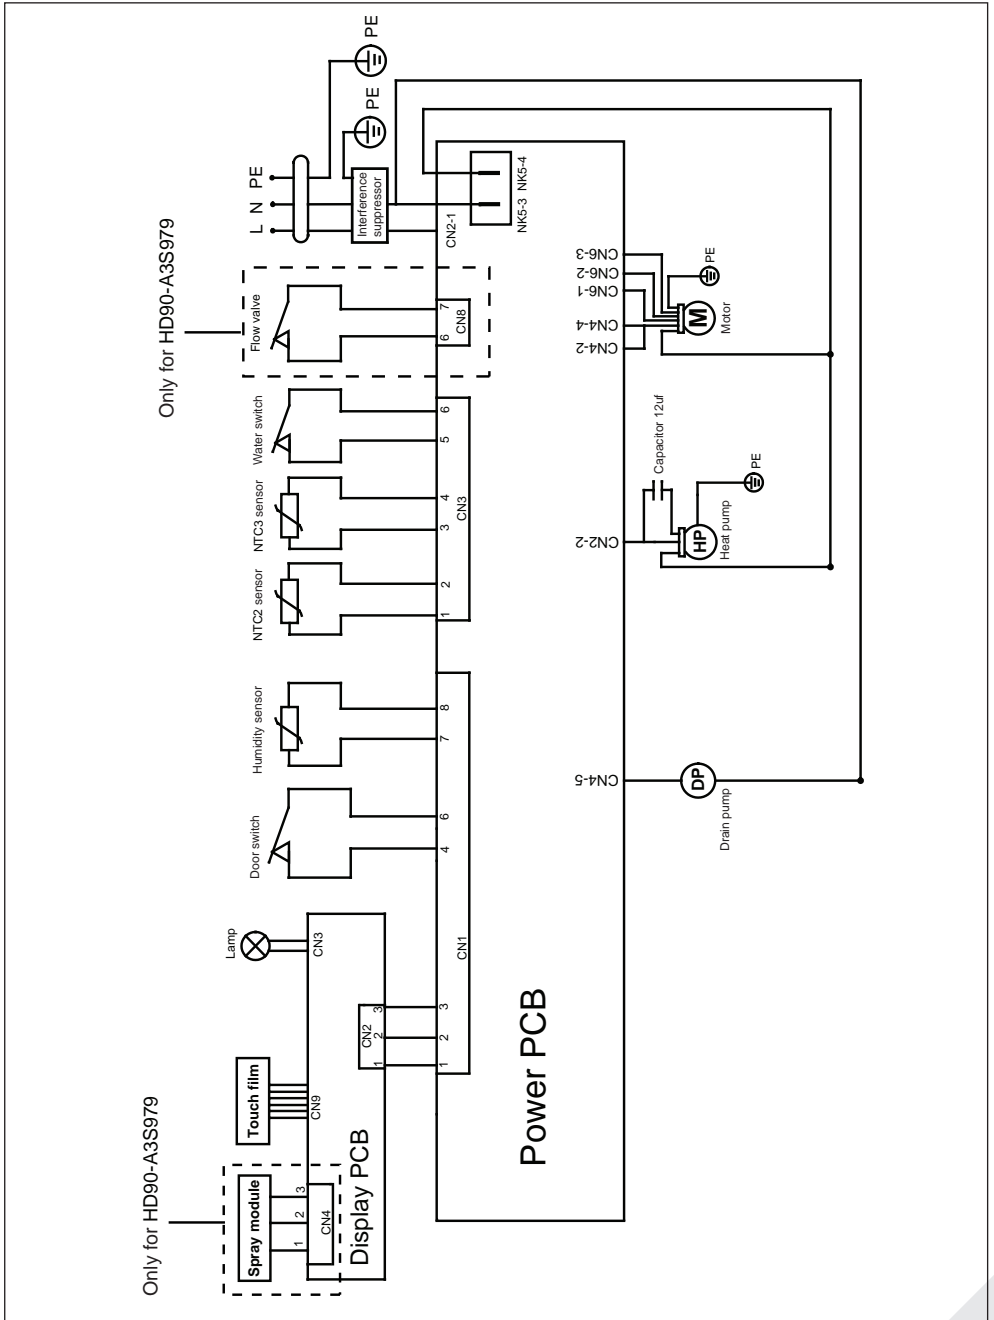 Only for HD90-A3S979
Spray module
1
2
3
CN4
Touch film
CN9
Display PCB
Lamp
CN3
CN2
1
2
3
1
2
3
CN1
Door switch
4
6
Humidity sensor
7
8
NTC2 sensor
1
2
NTC3 sensor
3
4
CN3
Water switch
5
6
Only for HD90-A3S979
Flow valve
6
7
CN8
L
N
PE
Interference
suppressor
PE
PE
CN2-1
NK5-3
NK5-4
Power PCB
CN4-5
DP
Drain pump
CN2-2
HP
Heat pump
Capacitor 12uf
PE
CN4-2
CN4-4
CN6-1
CN6-2
CN6-3
M
Motor
PE